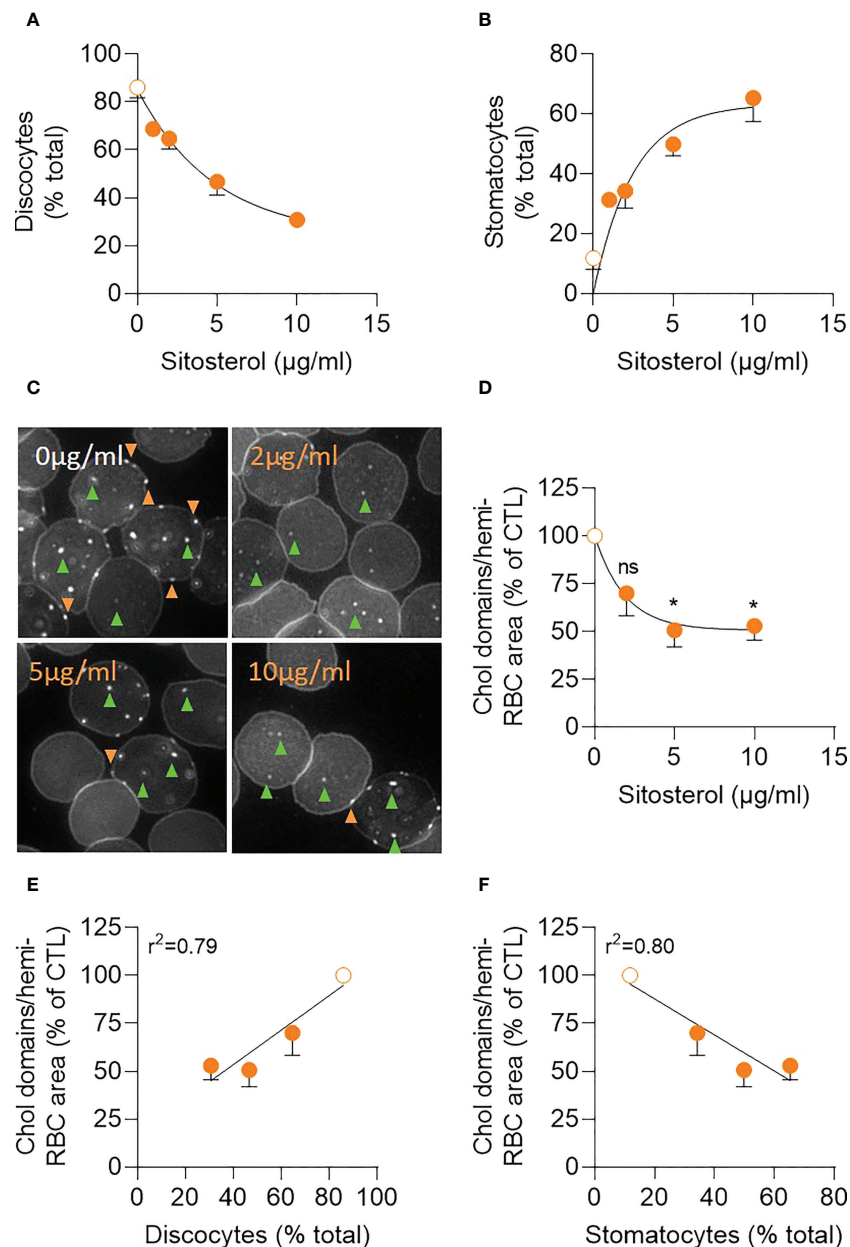 A
100
80
60
40
20
0
Discocytes
(% total)
0 5 10 15
Sitosterol (µg/ml)
B
80
60
40
20
0
Stomatocytes
(% total)
0 5 10 15
Sitosterol (µg/ml)
C
0µg/ml
2µg/ml
5µg/ml
10µg/ml
D
125
100
75
50
25
0
Chol domains/hemi-
RBC area (% of CTL)
ns
*
*
0 5 10 15
Sitosterol (µg/ml)
E
125
100
75
50
25
0
Chol domains/hemi-
RBC area (% of CTL)
r²=0.79
0 20 40 60 80 100
Discocytes (% total)
F
125
100
75
50
25
0
Chol domains/hemi-
RBC area (% of CTL)
r²=0.80
0 20 40 60 80
Stomatocytes (% total)